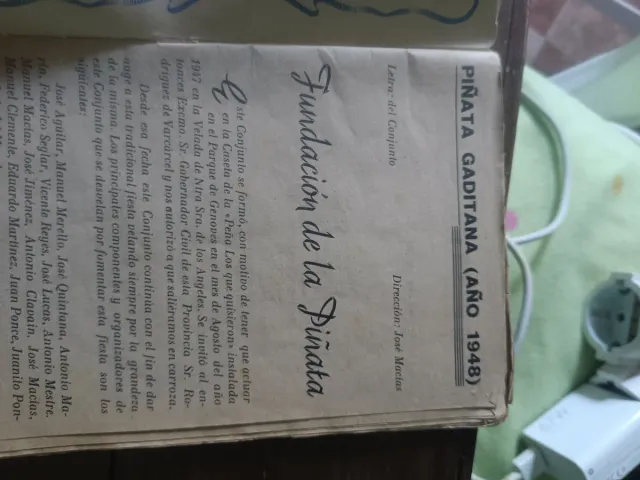 PIÑATA GADITANA (AÑO 1948)
Letra: del Conjunto Dirección: José Macías
Fundación de la Piñata
Este Conjunto se formó, con motivo de tener que actuar
en la Caseta de la «Peña Los que quisieron» instalada
en el Parque de Genovés en el mes de Agosto del año
1947 en la Velada de Ntra Sra. de los Angeles. Se invitó al en-
tonces Excmo. Sr. Gobernador Civil de esta Provincia Sr. Ro-
dríguez de Varcárcel y nos autorizó a que saliéramos en carroza.
Desde esa fecha este Conjunto continua con el fin de dar
auge a esta tradicional fiesta velando siempre por la grandeza
de la misma. Los principales componentes y organizadores de
este Conjunto que se desvelan por fomentar esta fiesta son los
siguientes:
José Aguilar, Manuel Merello, José Quintana, Antonio Ma-
rín, Federico Seglar, Vicente Reyes, José Lucas, Antonio Mestre,
Manuel Macías, José Jiménez, Antonio Clavaín, José Macías,
Manuel Clemente, Eduardo Martínez, Juan Ponce, Juanito Pon-